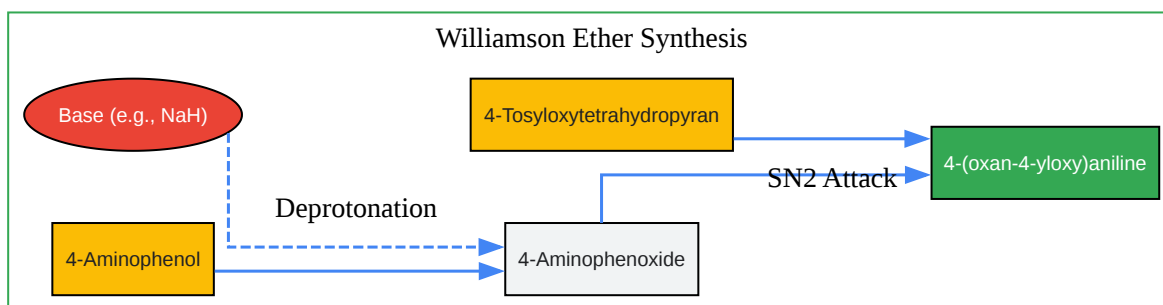 Williamson Ether Synthesis
Base (e.g., NaH)
4-Tosyloxytetrahydropyran
4-(oxan-4-yloxy)aniline
SN2 Attack
Deprotonation
4-Aminophenol
4-Aminophenoxide